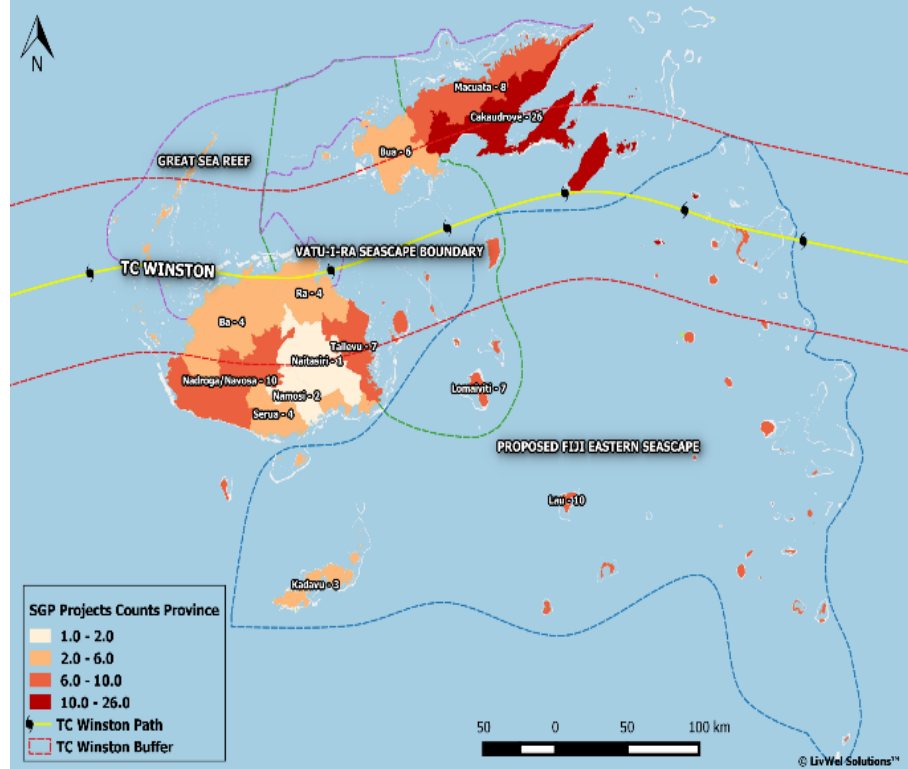 N
Macuata - 8
Cakaudrove - 26
Bua - 6
GREAT SEA REEF
VATU-I-RA SEASCAPE BOUNDARY
TC WINSTON
Ra - 4
Ba - 4
Tailevu - 7
Naitasiri - 1
Nadroga/Navosa - 10
Namosi - 2
Serua - 4
Lomaiviti - 7
PROPOSED FIJI EASTERN SEASCAPE
Lau - 10
Kadavu - 3
SGP Projects Counts Province
1.0 - 2.0
2.0 - 6.0
6.0 - 10.0
10.0 - 26.0
TC Winston Path
TC Winston Buffer
50 0 50 100 km
© LivWel Solutions™